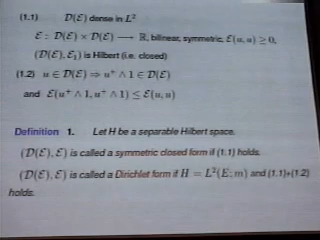 (1.1) D(ℰ) dense in L²
ℰ : D(ℰ) × D(ℰ) ⟶ ℝ, bilinear, symmetric, ℰ(u, u) ≥ 0,
(D(ℰ), ℰ₁) is Hilbert (i.e. closed)
(1.2) u ∈ D(ℰ) ⇒ u⁺ ∧ 1 ∈ D(ℰ)
and ℰ(u⁺ ∧ 1, u⁺ ∧ 1) ≤ ℰ(u, u)
Definition 1. Let H be a separable Hilbert space.
(D(ℰ), ℰ) is called a symmetric closed form if (1.1) holds.
(D(ℰ), ℰ) is called a Dirichlet form if H = L²(E; m) and (1.1)+(1.2)
holds.